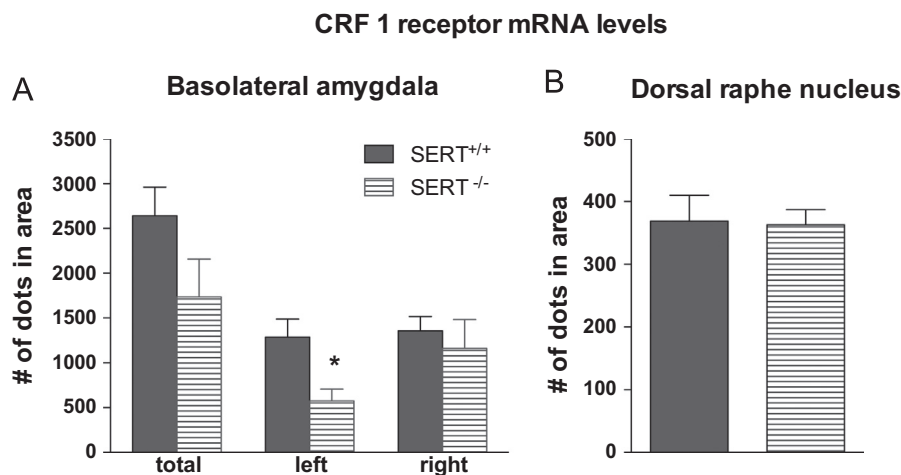 CRF 1 receptor mRNA levels
A
Basolateral amygdala
# of dots in area
3500
3000
2500
2000
1500
1000
500
0
SERT+/+
SERT -/-
*
total left right
B
Dorsal raphe nucleus
# of dots in area
500
400
300
200
100
0